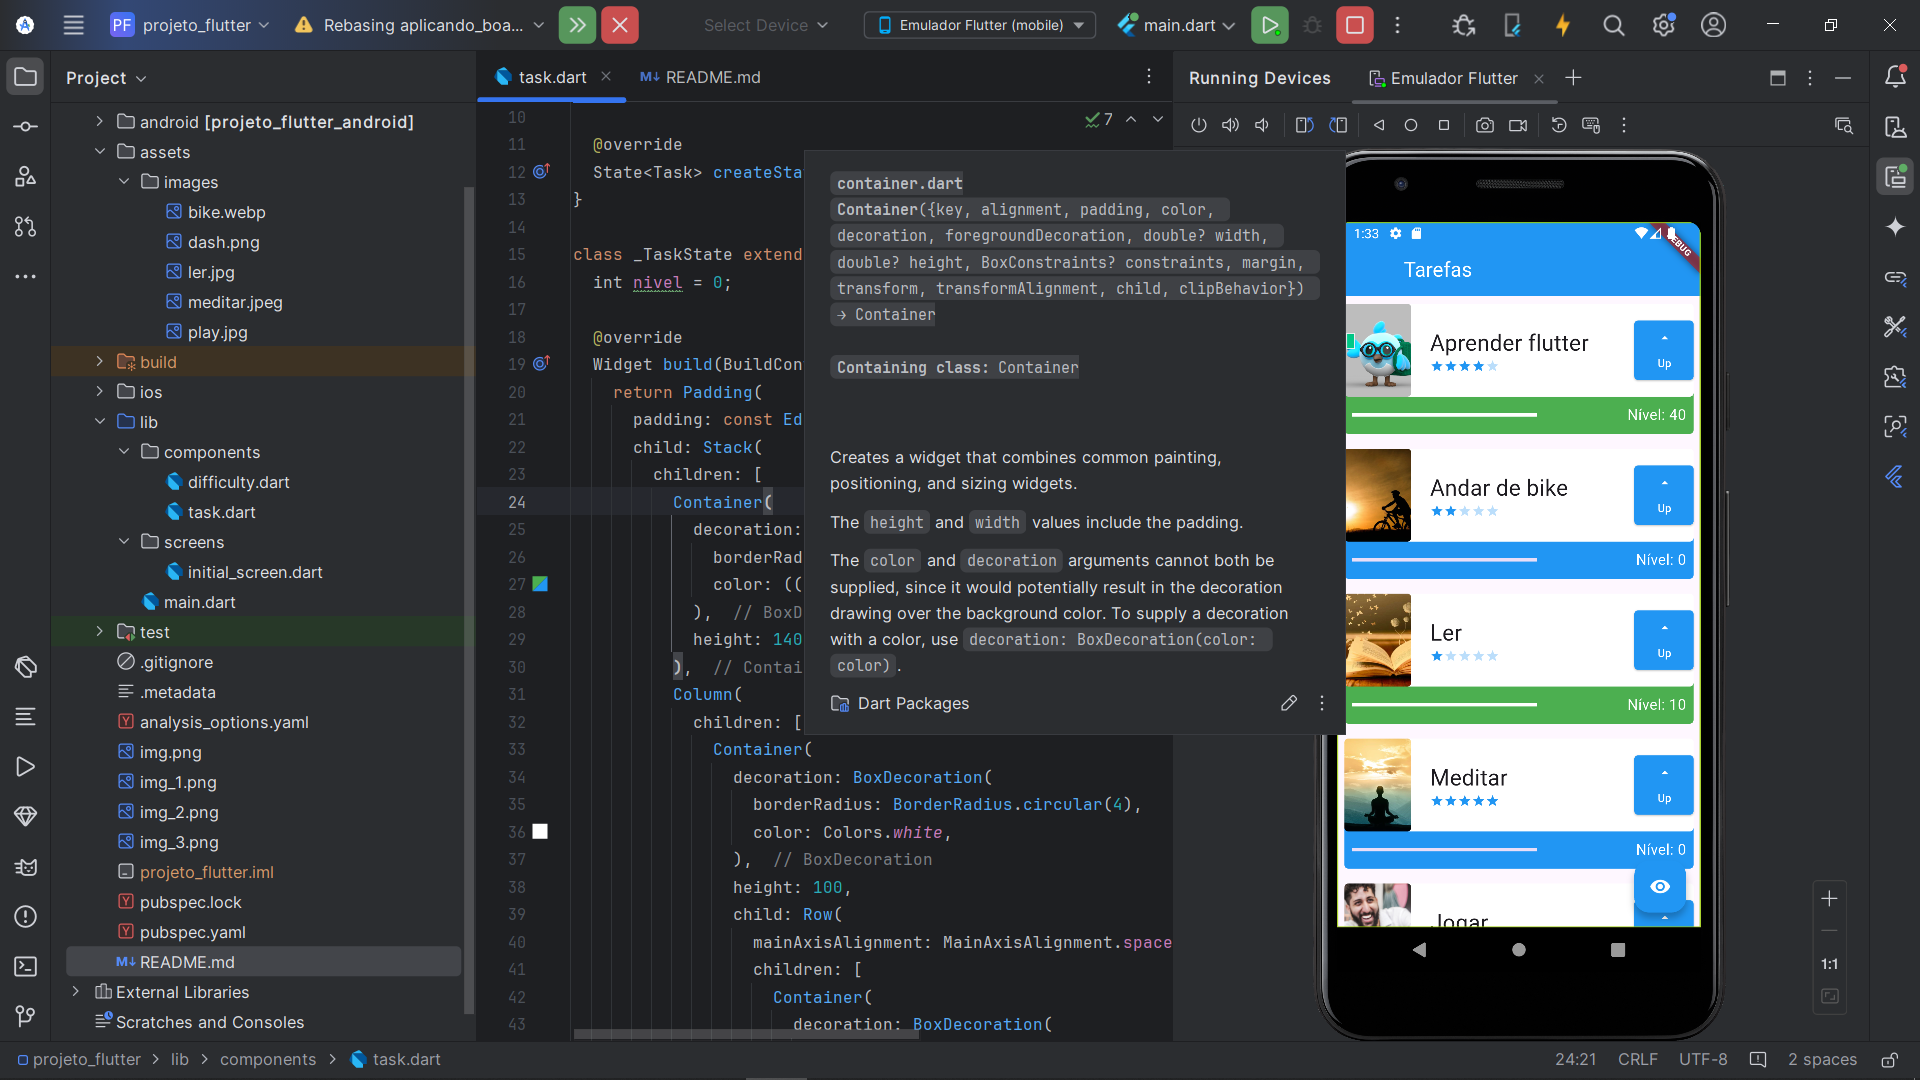 PF projeto_flutter
Rebasing aplicando_boa...
Select Device
Emulador Flutter (mobile)
main.dart
Project
android [projeto_flutter_android]
assets
images
bike.webp
dash.png
ler.jpg
meditar.jpeg
play.jpg
build
ios
lib
components
difficulty.dart
task.dart
screens
initial_screen.dart
main.dart
test
.gitignore
.metadata
analysis_options.yaml
img.png
img_1.png
img_2.png
img_3.png
projeto_flutter.iml
pubspec.lock
pubspec.yaml
M↓ README.md
External Libraries
Scratches and Consoles
task.dart
M↓ README.md
7
10
11 @override
12 State<Task> createSta
13 }
14
15 class _TaskState extend
16 int nivel = 0;
17
18 @override
19 Widget build(BuildCon
20 return Padding(
21 padding: const Ed
22 child: Stack(
23 children: [
24 Container(
25 decoration:
26 borderRad
27 color: ((
28 ), // BoxD
29 height: 140
30 ), // Contai
31 Column(
32 children: [
33 Container(
34 decoration: BoxDecoration(
35 borderRadius: BorderRadius.circular(4),
36 color: Colors.white,
37 ), // BoxDecoration
38 height: 100,
39 child: Row(
40 mainAxisAlignment: MainAxisAlignment.space
41 children: [
42 Container(
43 decoration: BoxDecoration(
container.dart
Container({key, alignment, padding, color,
decoration, foregroundDecoration, double? width,
double? height, BoxConstraints? constraints, margin,
transform, transformAlignment, child, clipBehavior})
→ Container
Containing class: Container
Creates a widget that combines common painting,
positioning, and sizing widgets.
The height and width values include the padding.
The color and decoration arguments cannot both be
supplied, since it would potentially result in the decoration
drawing over the background color. To supply a decoration
with a color, use decoration: BoxDecoration(color:
color) .
Dart Packages
Running Devices
Emulador Flutter
1:33
DEBUG
Tarefas
Aprender flutter
Up
Nível: 40
Andar de bike
Up
Nível: 0
Ler
Up
Nível: 10
Meditar
Up
Nível: 0
Jogar
1:1
projeto_flutter > lib > components > task.dart
24:21 CRLF UTF-8 2 spaces